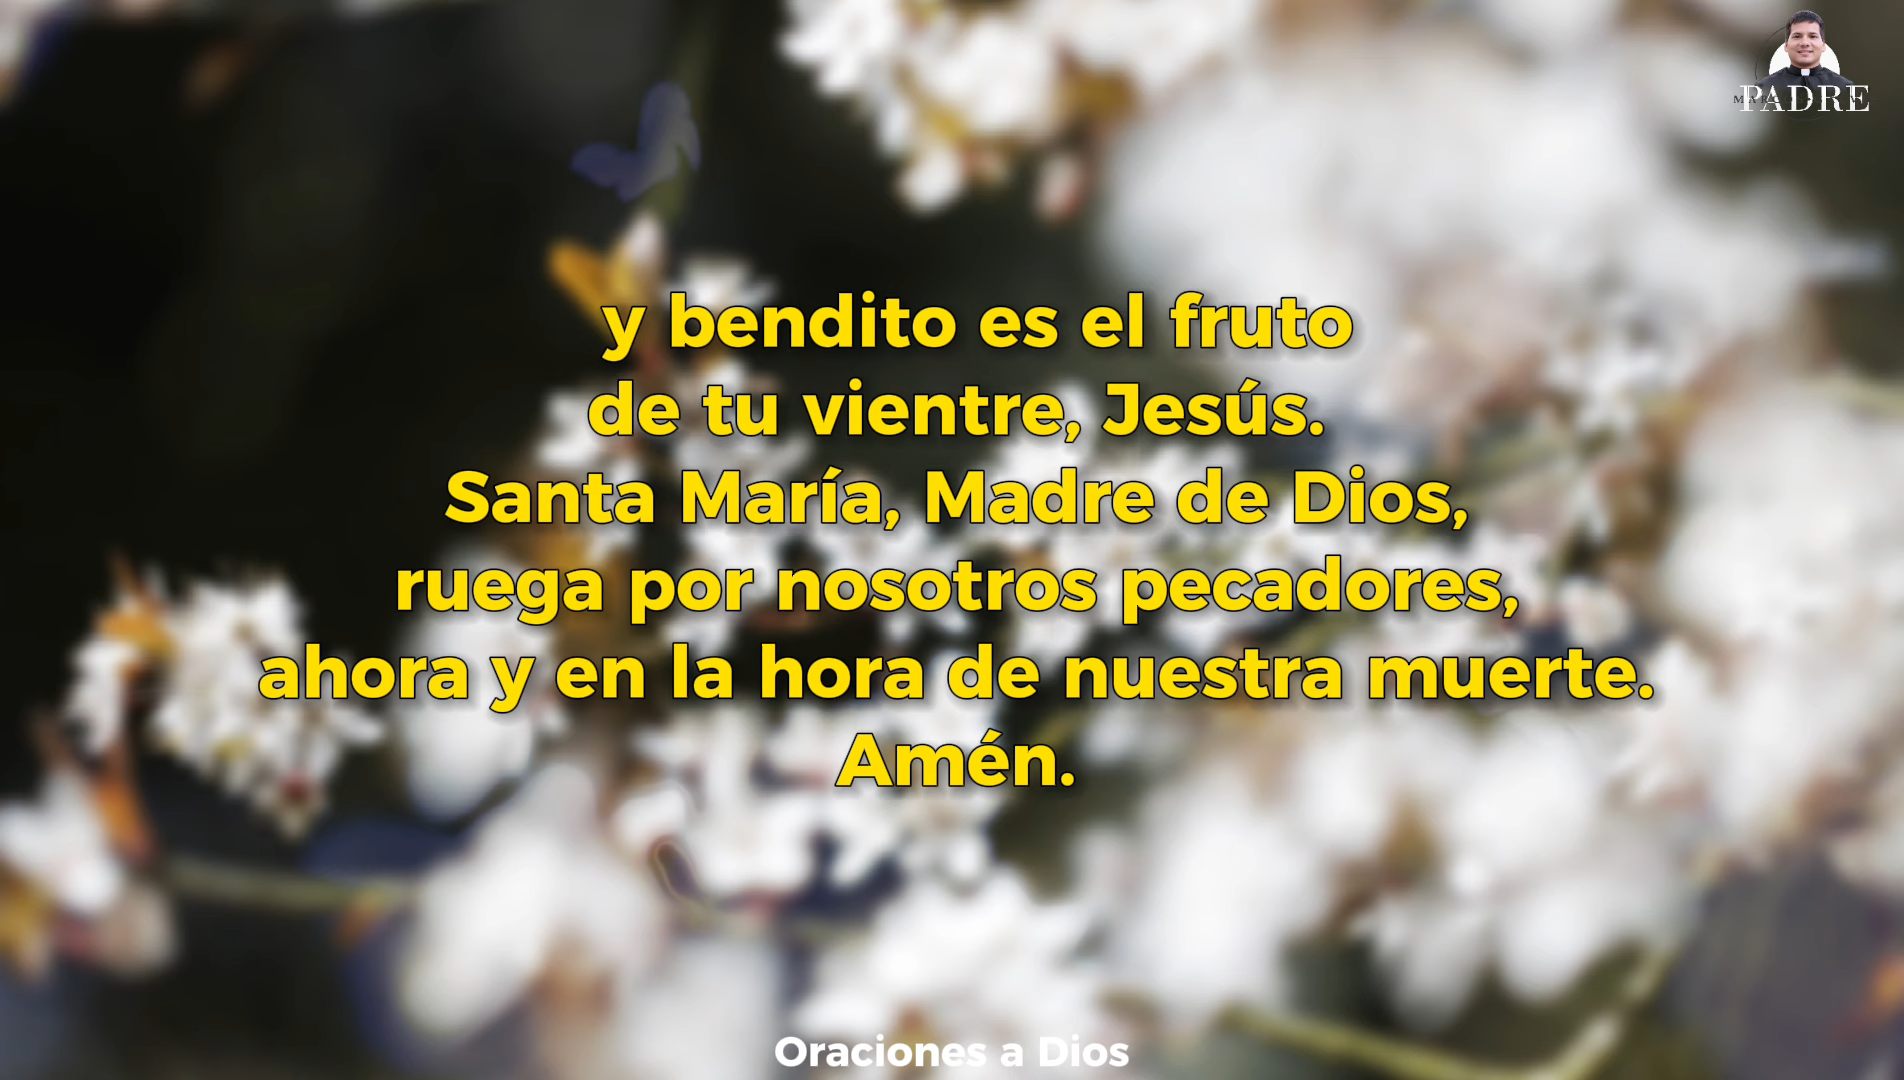 PADRE
y bendito es el fruto
de tu vientre, Jesús.
Santa María, Madre de Dios,
ruega por nosotros pecadores,
ahora y en la hora de nuestra muerte.
Amén.
Oraciones a Dios